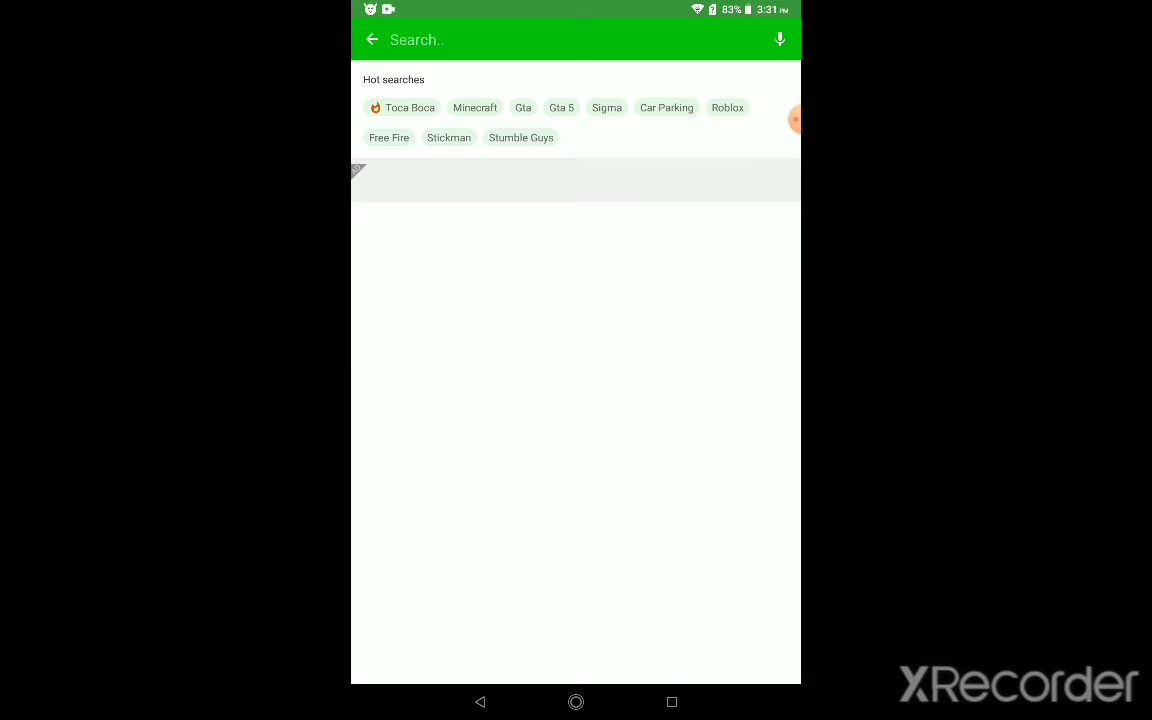 83% 3:31 PM
Search..
Hot searches
Toca Boca Minecraft Gta Gta 5 Sigma Car Parking Roblox
Free Fire Stickman Stumble Guys
AD
XRecorder